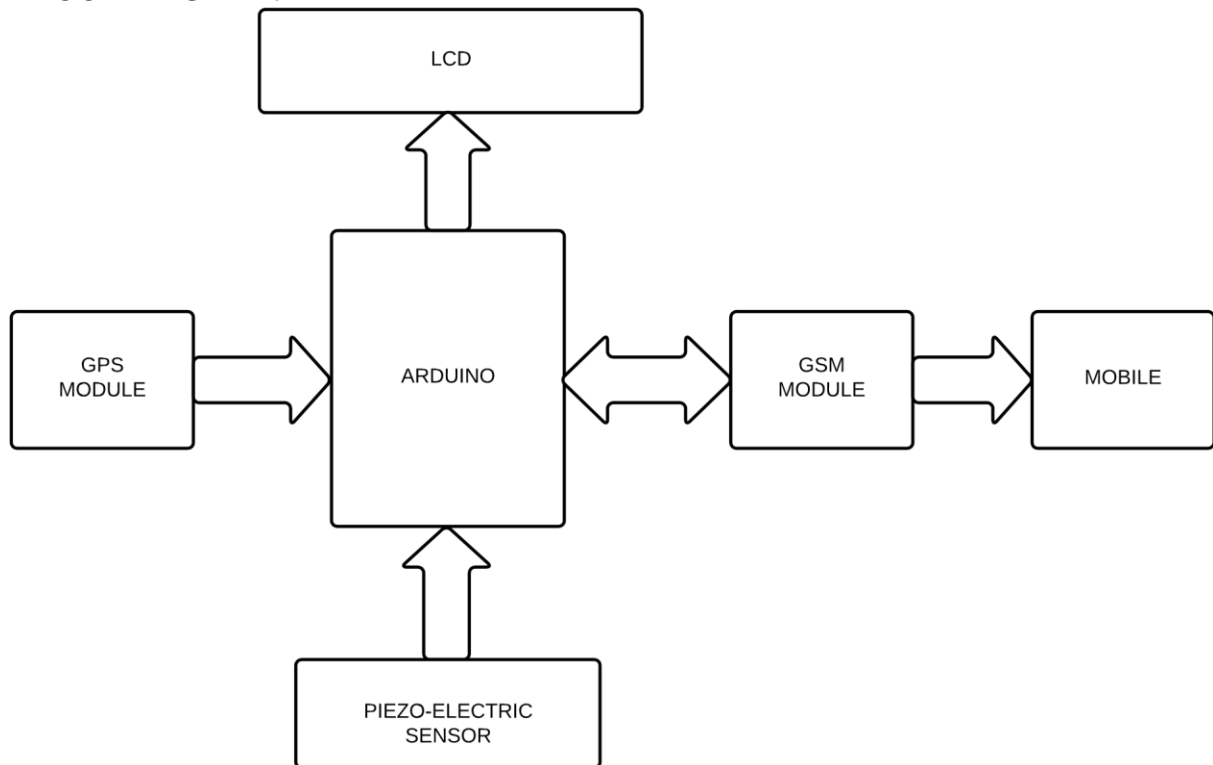 LCD
GPS
MODULE
ARDUINO
GSM
MODULE
MOBILE
PIEZO-ELECTRIC
SENSOR